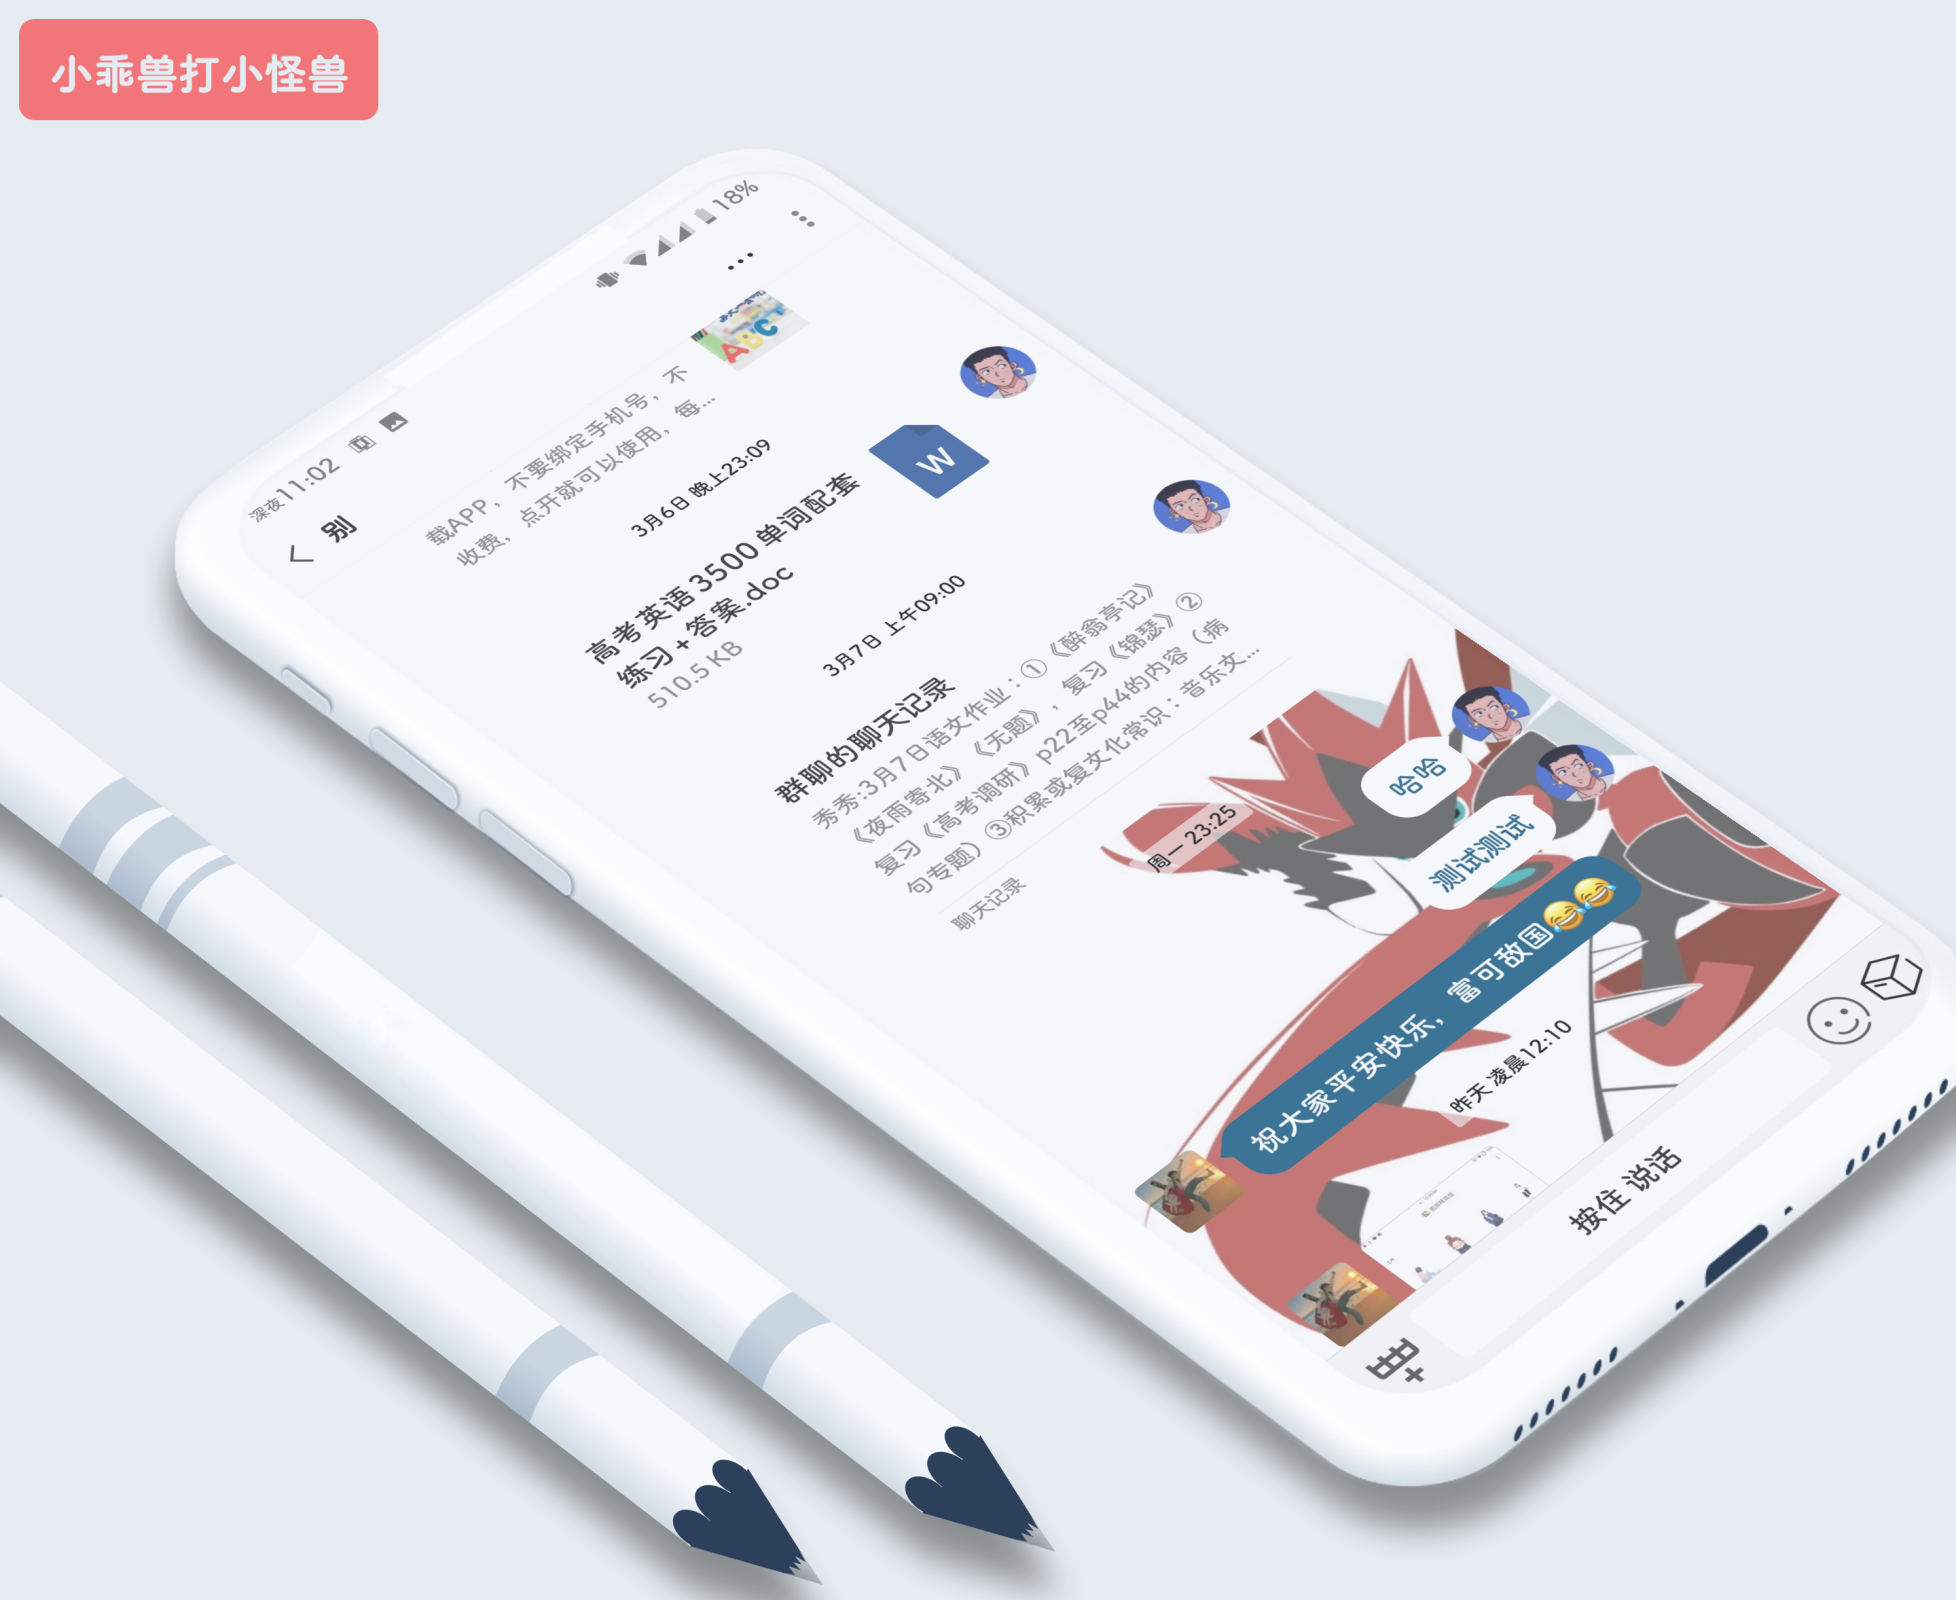 小乖兽打小怪兽
深夜11:02
18%
别
ABC
载APP，不要绑定手机号，不
收费，点开就可以使用，每...
3月6日 晚上23:09
高考英语 3500 单词配套
练习+答案.doc
510.5 KB
W
3月7日 上午09:00
群聊的聊天记录
秀秀:3月7日语文作业：①《醉翁亭记》
《夜雨寄北》《无题》，复习《锦瑟》②
复习《高考调研》p22至p44的内容（病
句专题）③积累或复文化常识：音乐文...
聊天记录
哈哈
周一 23:25
测试测试
祝大家平安快乐，富可敌国😂😂
昨天 凌晨12:10
按住 说话